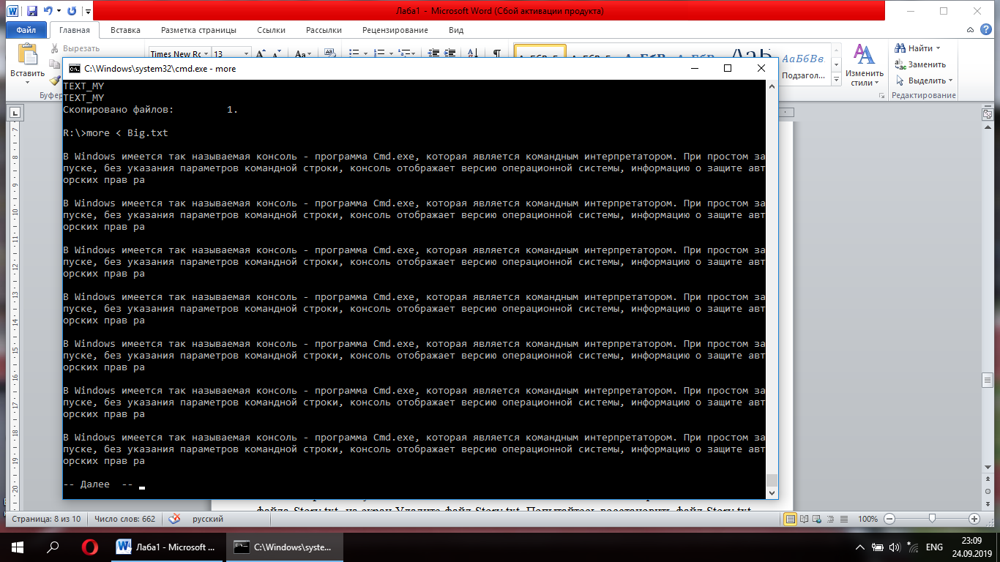 Лаба1 - Microsoft Word (Сбой активации продукта)
Файл Главная Вставка Разметка страницы Ссылки Рассылки Рецензирование Вид
Вставить
Вырезать
Times New Ro 13
Подзагол...
Изменить стили
Найти
Заменить
Выделить
Редактирование
C:\Windows\system32\cmd.exe - more
TEXT_MY
TEXT_MY
Скопировано файлов: 1.
R:\>more < Big.txt
В Windows имеется так называемая консоль - программа Cmd.exe, которая является командным интерпретатором. При простом за
пуске, без указания параметров командной строки, консоль отображает версию операционной системы, информацию о защите авт
орских прав ра
В Windows имеется так называемая консоль - программа Cmd.exe, которая является командным интерпретатором. При простом за
пуске, без указания параметров командной строки, консоль отображает версию операционной системы, информацию о защите авт
орских прав ра
В Windows имеется так называемая консоль - программа Cmd.exe, которая является командным интерпретатором. При простом за
пуске, без указания параметров командной строки, консоль отображает версию операционной системы, информацию о защите авт
орских прав ра
В Windows имеется так называемая консоль - программа Cmd.exe, которая является командным интерпретатором. При простом за
пуске, без указания параметров командной строки, консоль отображает версию операционной системы, информацию о защите авт
орских прав ра
В Windows имеется так называемая консоль - программа Cmd.exe, которая является командным интерпретатором. При простом за
пуске, без указания параметров командной строки, консоль отображает версию операционной системы, информацию о защите авт
орских прав ра
В Windows имеется так называемая консоль - программа Cmd.exe, которая является командным интерпретатором. При простом за
пуске, без указания параметров командной строки, консоль отображает версию операционной системы, информацию о защите авт
орских прав ра
В Windows имеется так называемая консоль - программа Cmd.exe, которая является командным интерпретатором. При простом за
пуске, без указания параметров командной строки, консоль отображает версию операционной системы, информацию о защите авт
орских прав ра
-- Далее --
файла Story.txt на экран Удалите файл Story.txt. Попытайтесь восстановить файл Story.txt
Страница: 8 из 10 Число слов: 662 русский 100%
Лаба1 - Microsoft ... C:\Windows\syste... ENG 23:09
24.09.2019